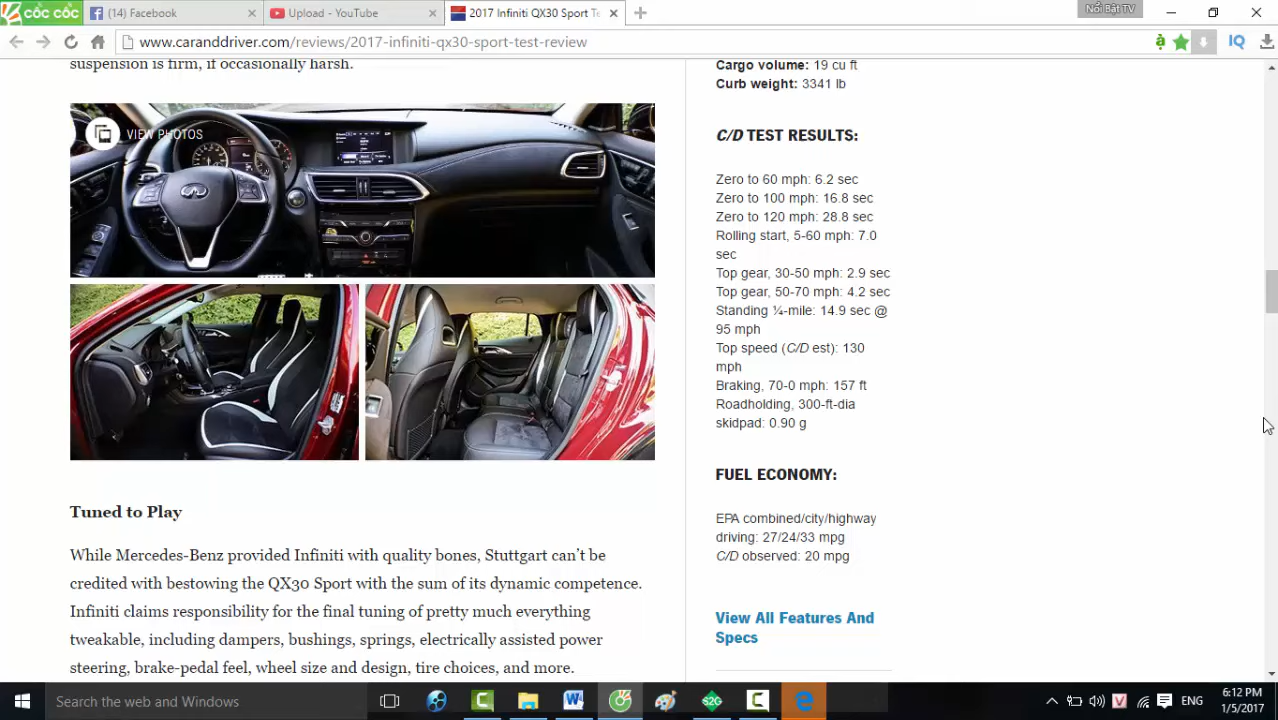 cốc cốc
(14) Facebook
Upload - YouTube
2017 Infiniti QX30 Sport Te
Nổi Bật TV
www.caranddriver.com/reviews/2017-infiniti-qx30-sport-test-review
suspension is firm, if occasionally harsh.
VIEW PHOTOS
Tuned to Play
While Mercedes-Benz provided Infiniti with quality bones, Stuttgart can’t be
credited with bestowing the QX30 Sport with the sum of its dynamic competence.
Infiniti claims responsibility for the final tuning of pretty much everything
tweakable, including dampers, bushings, springs, electrically assisted power
steering, brake-pedal feel, wheel size and design, tire choices, and more.
Cargo volume: 19 cu ft
Curb weight: 3341 lb
C/D TEST RESULTS:
Zero to 60 mph: 6.2 sec
Zero to 100 mph: 16.8 sec
Zero to 120 mph: 28.8 sec
Rolling start, 5-60 mph: 7.0
sec
Top gear, 30-50 mph: 2.9 sec
Top gear, 50-70 mph: 4.2 sec
Standing ¼-mile: 14.9 sec @
95 mph
Top speed (C/D est): 130
mph
Braking, 70-0 mph: 157 ft
Roadholding, 300-ft-dia
skidpad: 0.90 g
FUEL ECONOMY:
EPA combined/city/highway
driving: 27/24/33 mpg
C/D observed: 20 mpg
View All Features And
Specs
Search the web and Windows
S2G
ENG
6:12 PM
1/5/2017